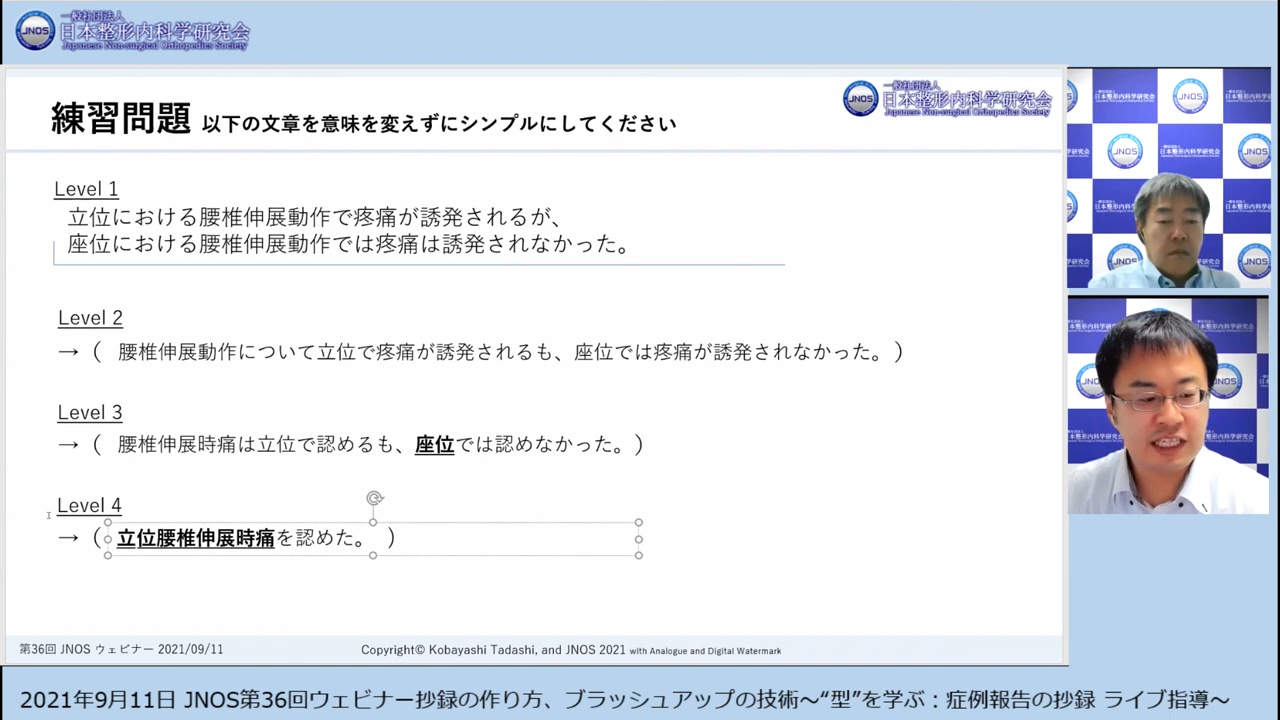 JNOS
一般社団法人
日本整形内科学研究会
Japanese Non-surgical Orthopedics Society
JNOS
一般社団法人
日本整形内科学研究会
Japanese Non-surgical Orthopedics Society
練習問題 以下の文章を意味を変えずにシンプルにしてください
Level 1
立位における腰椎伸展動作で疼痛が誘発されるが、
座位における腰椎伸展動作では疼痛は誘発されなかった。
Level 2
→ ( 腰椎伸展動作について立位で疼痛が誘発されるも、座位では疼痛が誘発されなかった。)
Level 3
→ ( 腰椎伸展時痛は立位で認めるも、座位では認めなかった。)
Level 4
→ ( 立位腰椎伸展時痛を認めた。 )
第36回 JNOS ウェビナー 2021/09/11
Copyright© Kobayashi Tadashi, and JNOS 2021 with Analogue and Digital Watermark
2021年9月11日 JNOS第36回ウェビナー抄録の作り方、ブラッシュアップの技術～“型”を学ぶ：症例報告の抄録 ライブ指導～